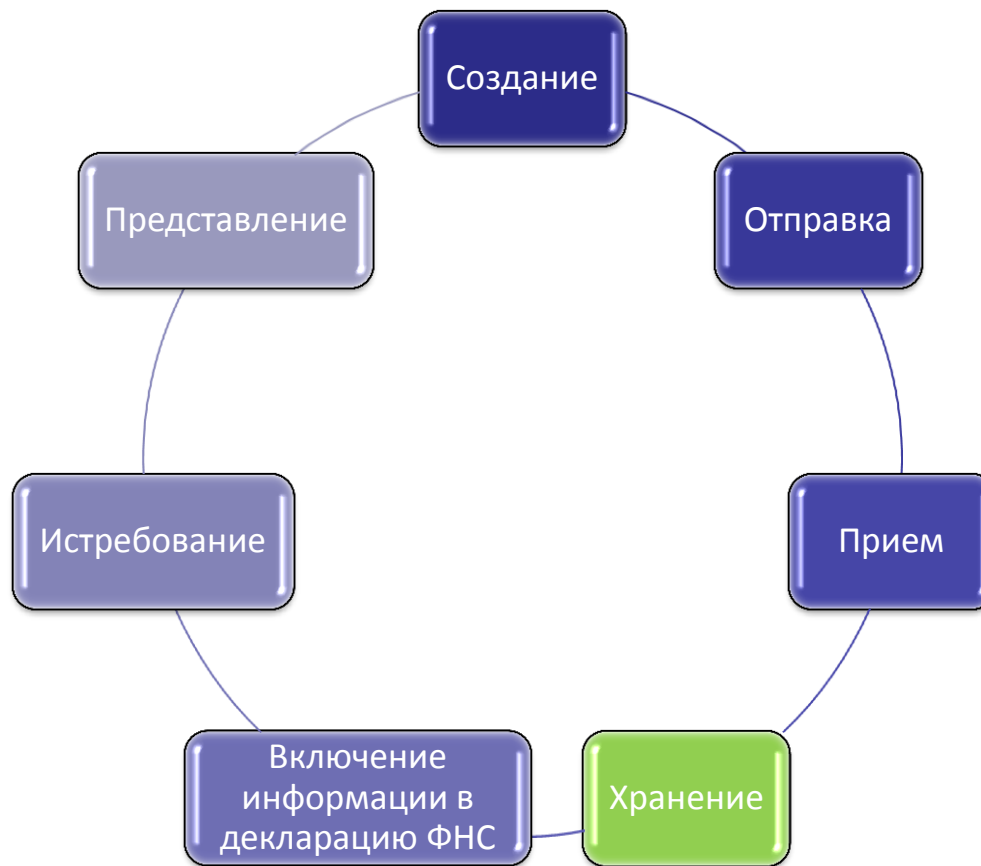 Создание
Отправка
Прием
Хранение
Включение
информации в
декларацию ФНС
Истребование
Представление